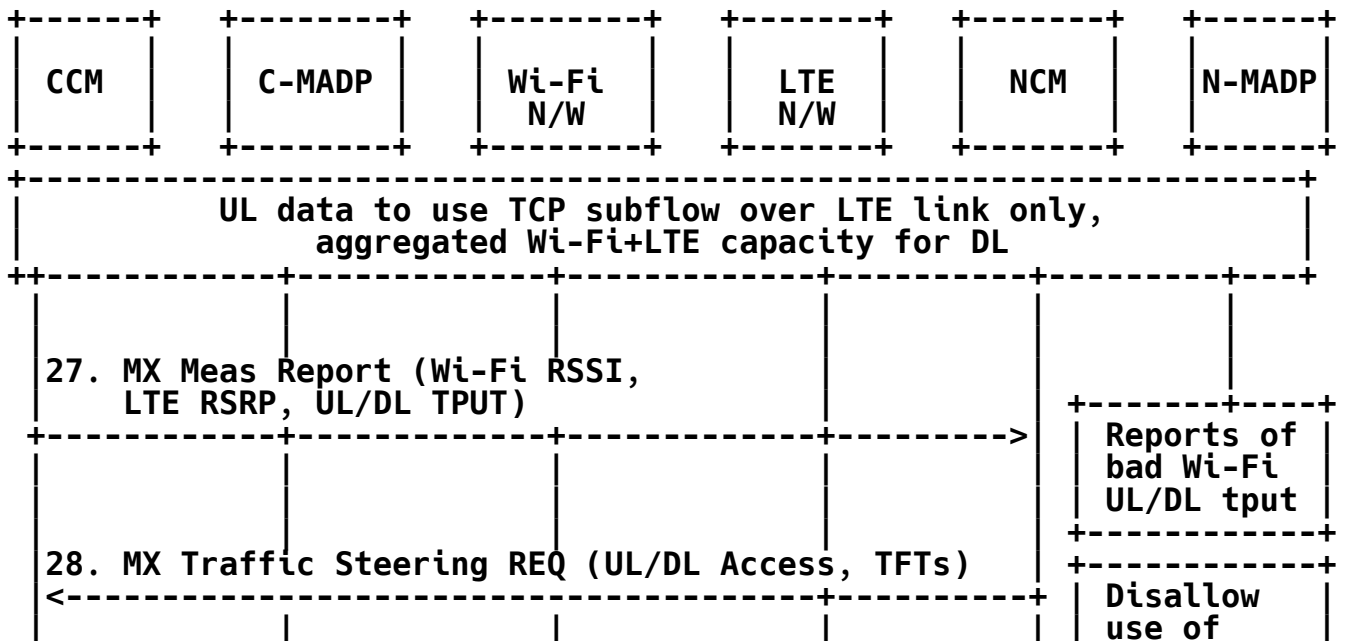 CCM C-MADP Wi-Fi LTE NCM N-MADP
N/W N/W
UL data to use TCP subflow over LTE link only,
aggregated Wi-Fi+LTE capacity for DL
27. MX Meas Report (Wi-Fi RSSI,
LTE RSRP, UL/DL TPUT)
Reports of
bad Wi-Fi
UL/DL tput
28. MX Traffic Steering REQ (UL/DL Access, TFTs)
Disallow
use of